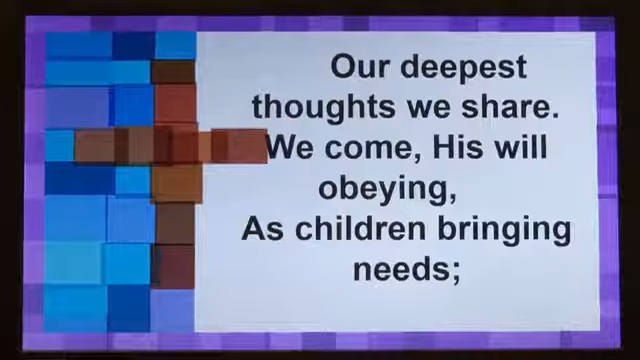 Our deepest
thoughts we share.
We come, His will
obeying,
As children bringing
needs;